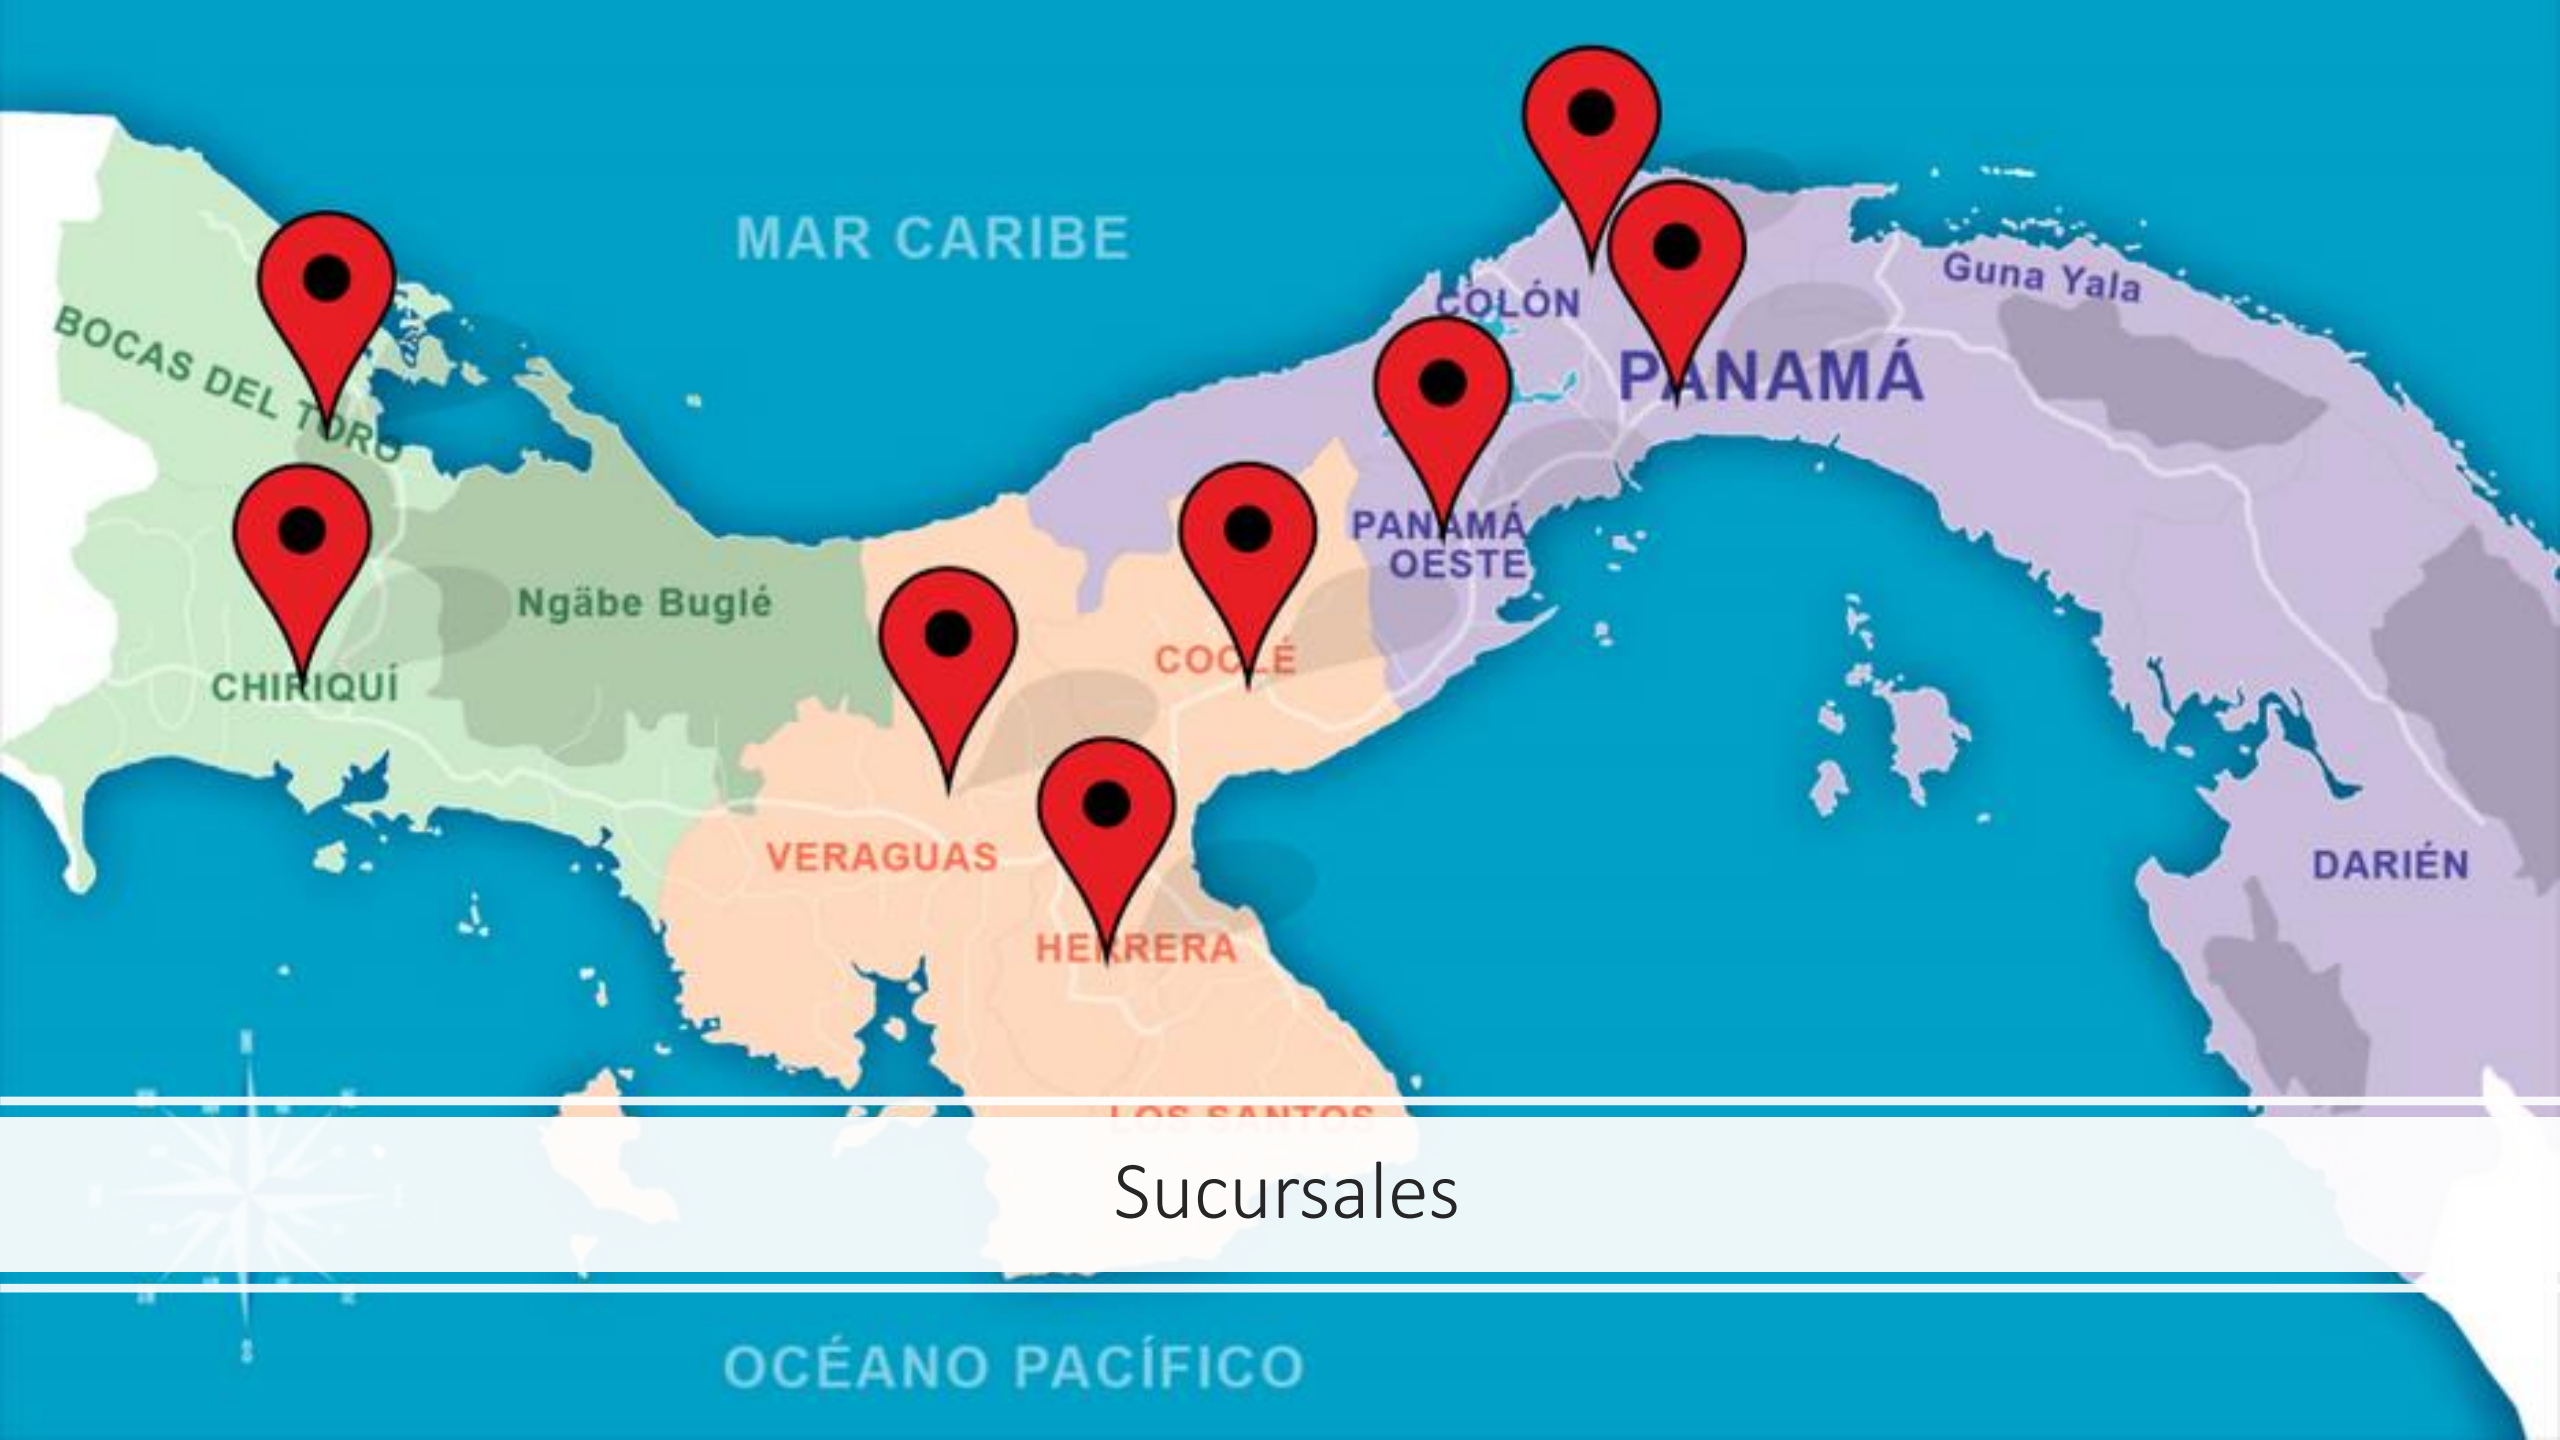 MAR CARIBE
Guna Yala
COLÓN
BOCAS DEL TORO
PANAMÁ
PANAMÁ
OESTE
Ngäbe Buglé
COCLÉ
CHIRIQUÍ
VERAGUAS
DARIÉN
HERRERA
LOS SANTOS
Sucursales
S
OCÉANO PACÍFICO